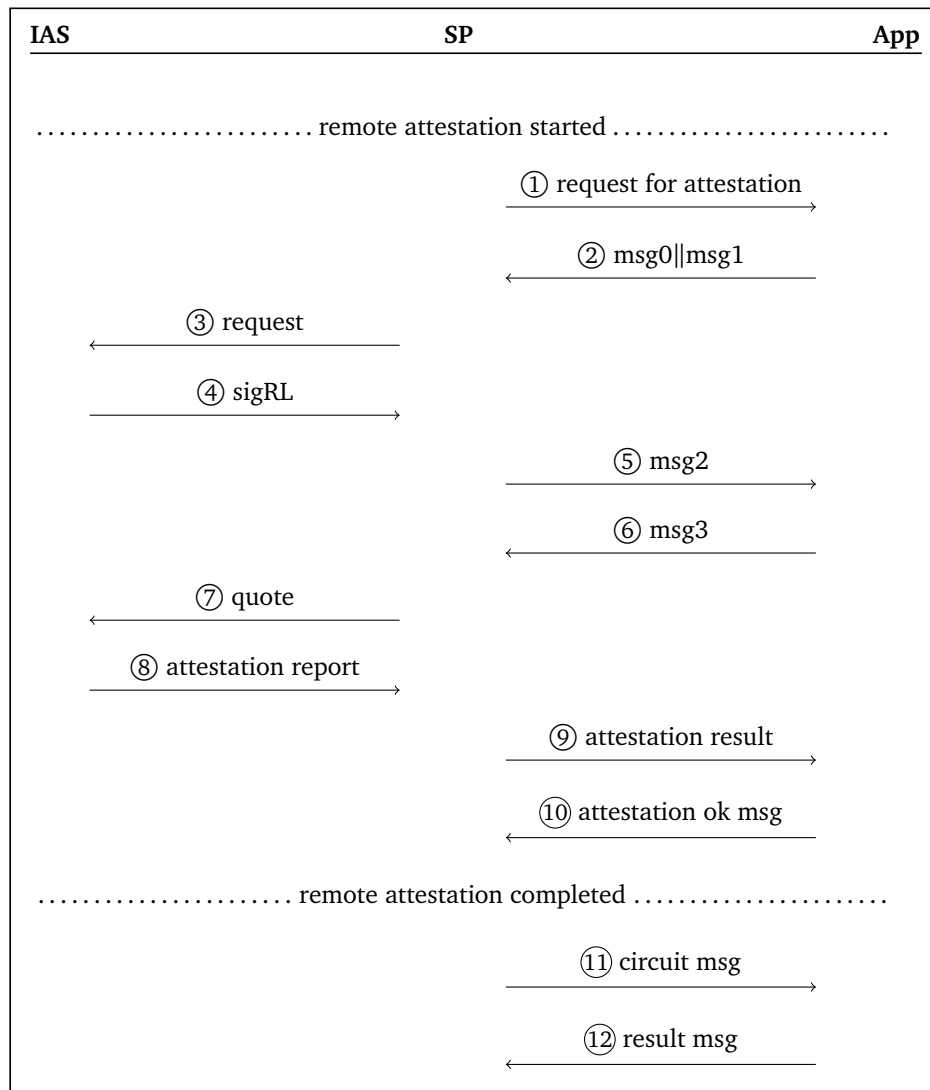 IAS SP App
........................ remote attestation started ........................
① request for attestation
② msg0||msg1
③ request
④ sigRL
⑤ msg2
⑥ msg3
⑦ quote
⑧ attestation report
⑨ attestation result
⑩ attestation ok msg
...................... remote attestation completed ......................
⑪ circuit msg
⑫ result msg